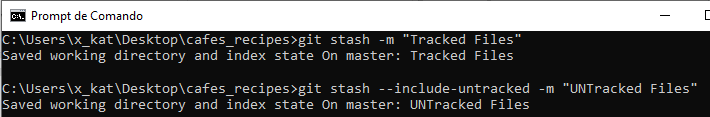 Prompt de Comando
C:\Users\x_kat\Desktop\cafes_recipes>git stash -m "Tracked Files"
Saved working directory and index state On master: Tracked Files
C:\Users\x_kat\Desktop\cafes_recipes>git stash --include-untracked -m "UNTracked Files"
Saved working directory and index state On master: UNTracked Files